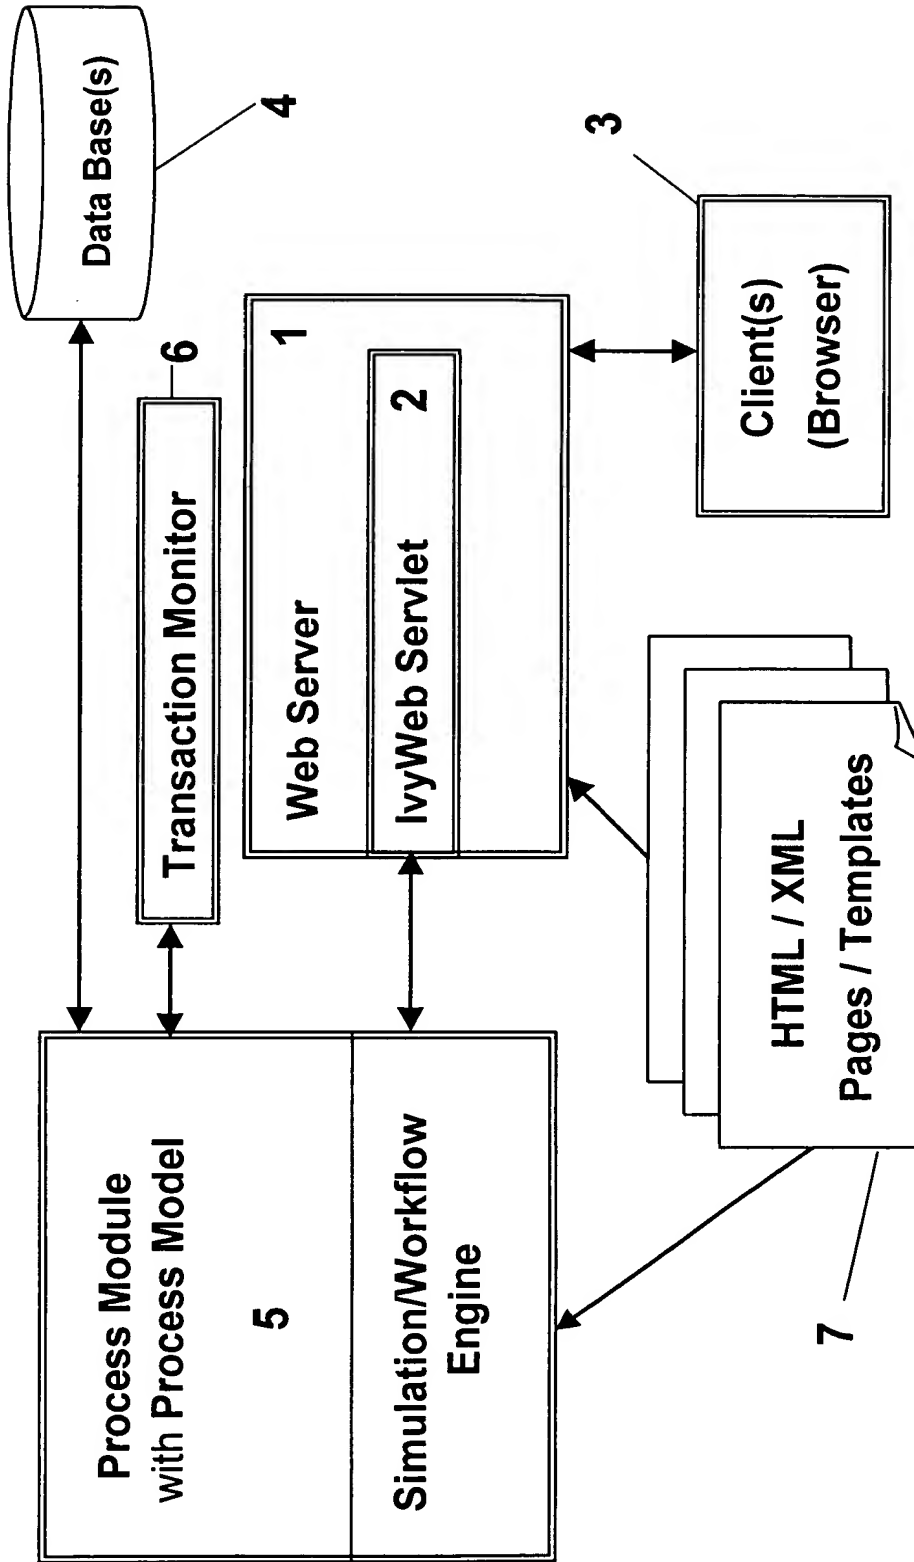 Process Module
with Process Model
5
Simulation/Workflow
Engine
Data Base(s)
4
Transaction Monitor
6
Web Server
1
IvyWeb Servlet
2
HTML / XML
Pages / Templates
7
Client(s)
(Browser)
3